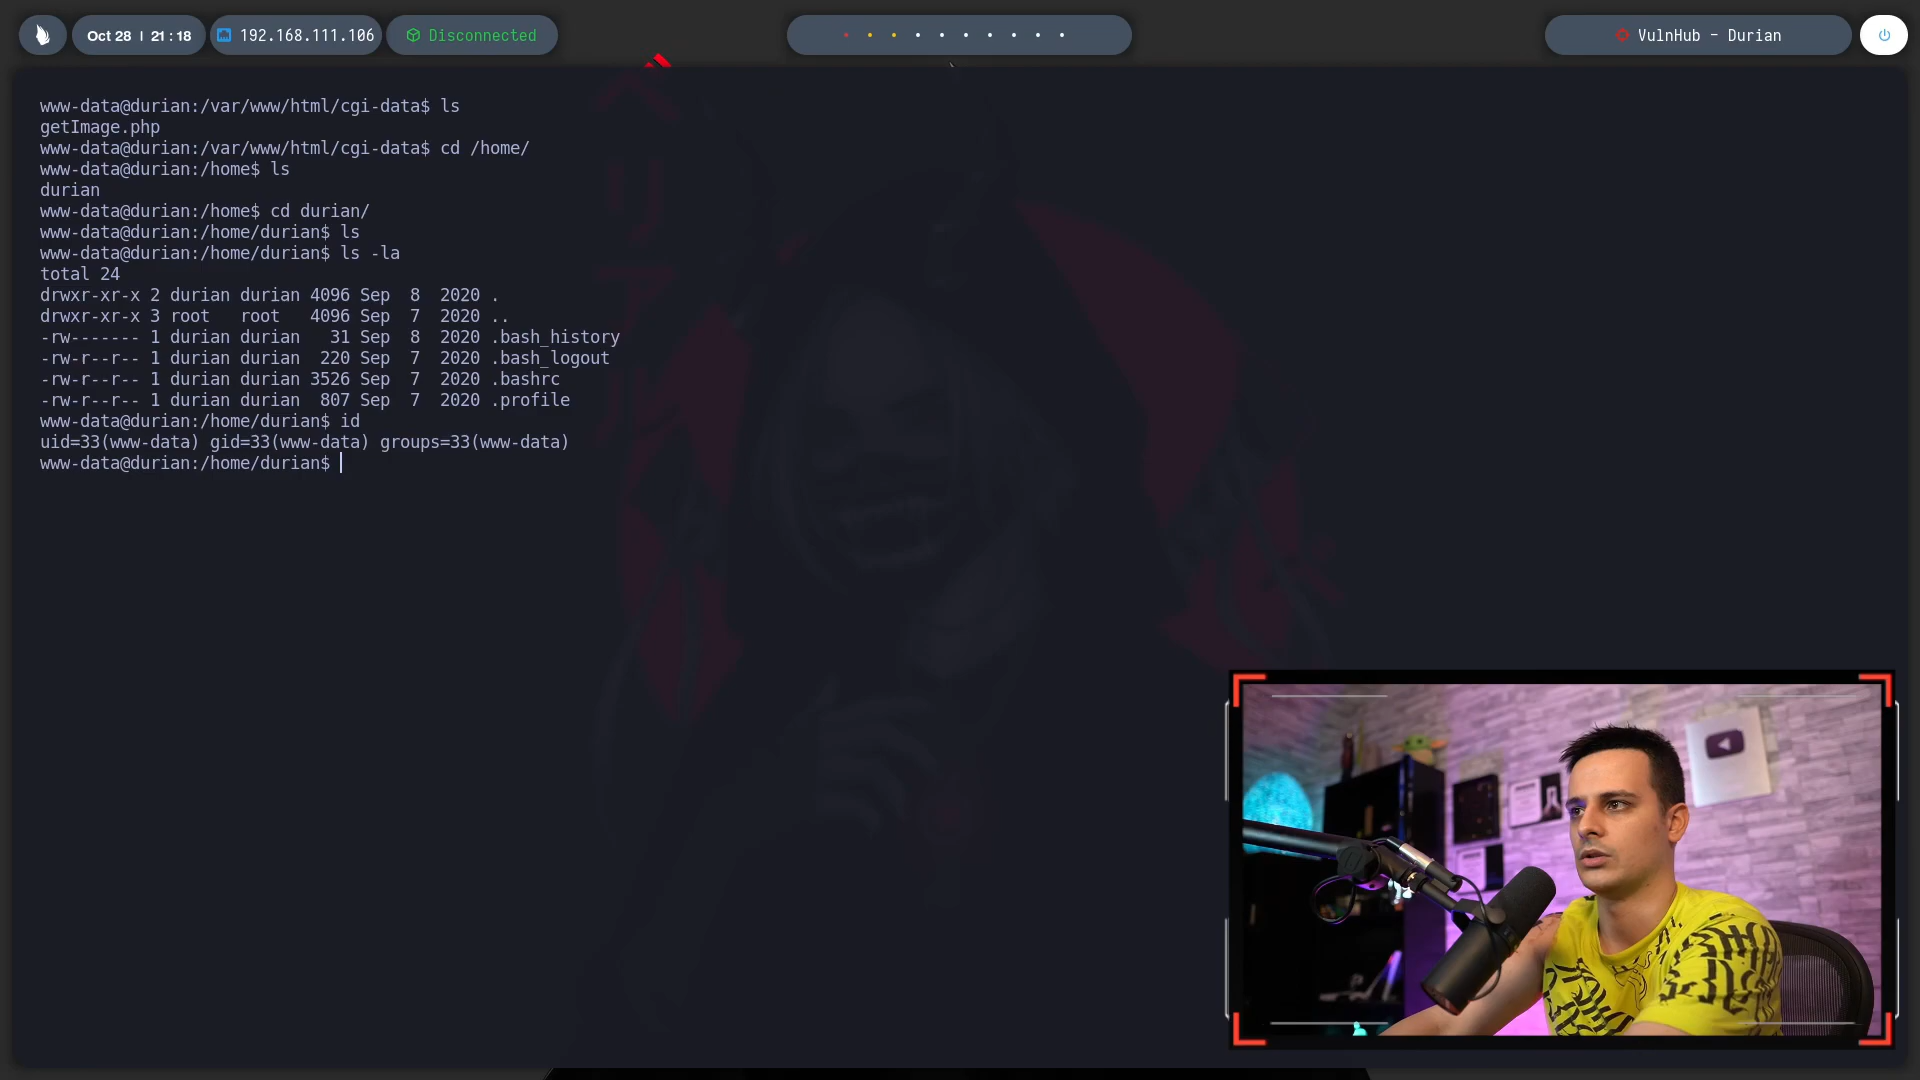 Oct 28 | 21:18
192.168.111.106
Disconnected
VulnHub - Durian
www-data@durian:/var/www/html/cgi-data$ ls
getImage.php
www-data@durian:/var/www/html/cgi-data$ cd /home/
www-data@durian:/home$ ls
durian
www-data@durian:/home$ cd durian/
www-data@durian:/home/durian$ ls
www-data@durian:/home/durian$ ls -la
total 24
drwxr-xr-x 2 durian durian 4096 Sep  8  2020 .
drwxr-xr-x 3 root   root   4096 Sep  7  2020 ..
-rw------- 1 durian durian   31 Sep  8  2020 .bash_history
-rw-r--r-- 1 durian durian  220 Sep  7  2020 .bash_logout
-rw-r--r-- 1 durian durian 3526 Sep  7  2020 .bashrc
-rw-r--r-- 1 durian durian  807 Sep  7  2020 .profile
www-data@durian:/home/durian$ id
uid=33(www-data) gid=33(www-data) groups=33(www-data)
www-data@durian:/home/durian$